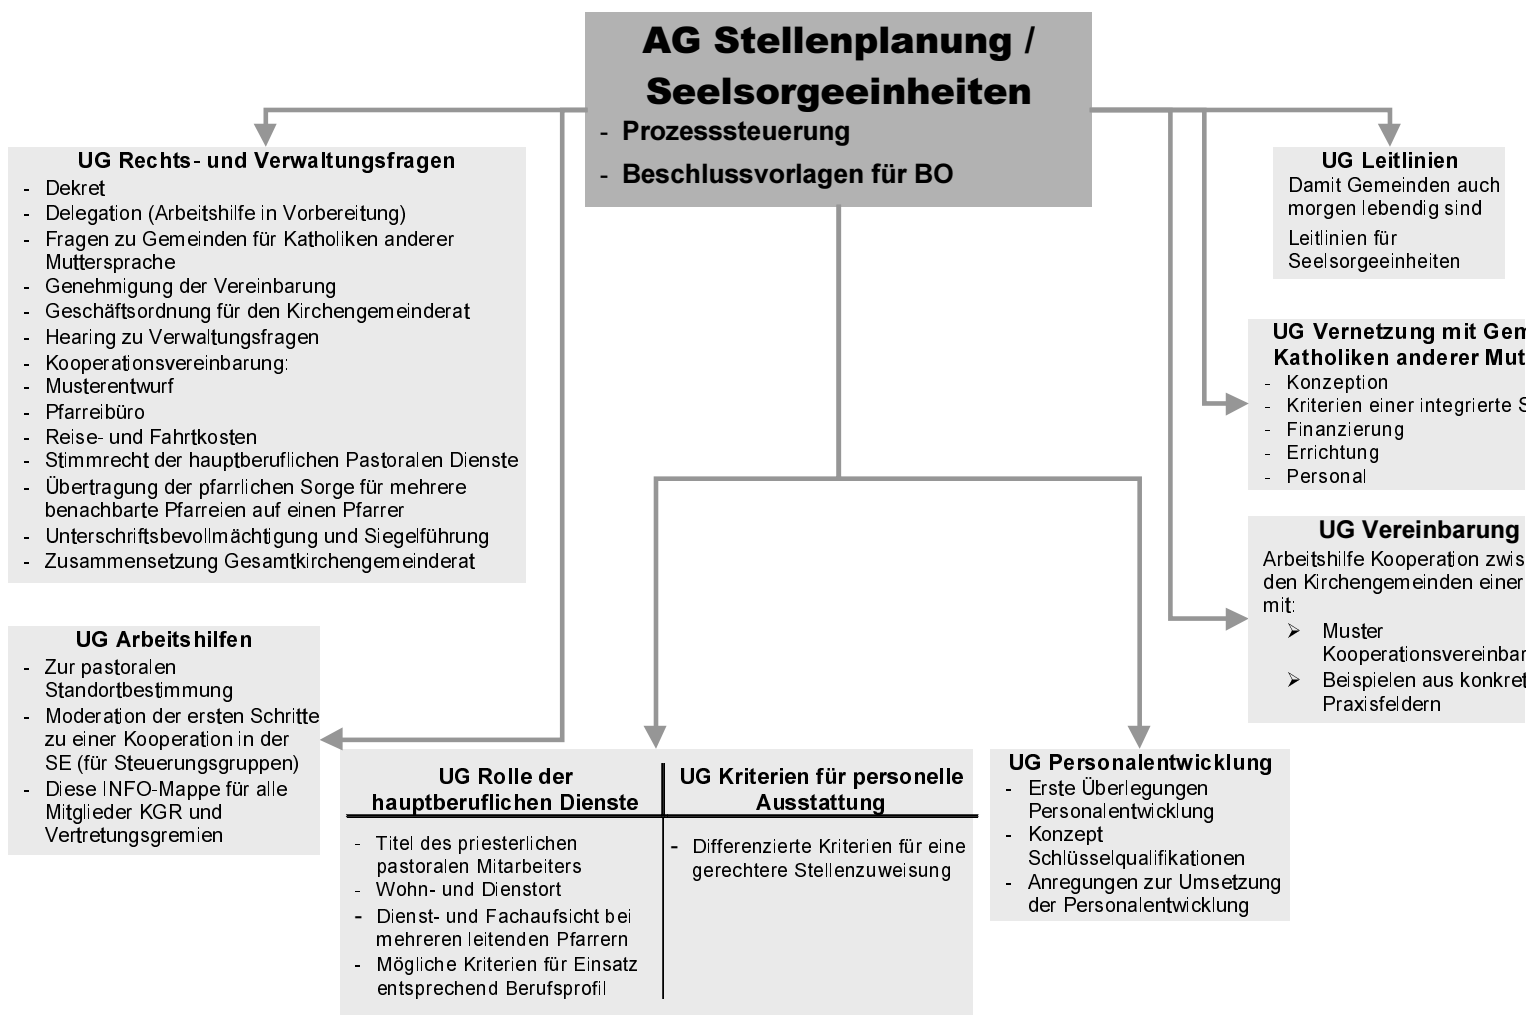 AG Stellenplanung /
Seelsorgeeinheiten
- Prozesssteuerung
- Beschlussvorlagen für BO
UG Rechts- und Verwaltungsfragen
- Dekret
- Delegation (Arbeitshilfe in Vorbereitung)
- Fragen zu Gemeinden für Katholiken anderer
Muttersprache
- Genehmigung der Vereinbarung
- Geschäftsordnung für den Kirchengemeinderat
- Hearing zu Verwaltungsfragen
- Kooperationsvereinbarung:
- Musterentwurf
- Pfarreibüro
- Reise- und Fahrtkosten
- Stimmrecht der hauptberuflichen Pastoralen Dienste
- Übertragung der pfarrlichen Sorge für mehrere
benachbarte Pfarreien auf einen Pfarrer
- Unterschriftsbevollmächtigung und Siegelführung
- Zusammensetzung Gesamtkirchengemeinderat
UG Arbeitshilfen
- Zur pastoralen
Standortbestimmung
- Moderation der ersten Schritte
zu einer Kooperation in der
SE (für Steuerungsgruppen)
- Diese INFO-Mappe für alle
Mitglieder KGR und
Vertretungsgremien
UG Rolle der
hauptberuflichen Dienste
- Titel des priesterlichen
pastoralen Mitarbeiters
- Wohn- und Dienstort
- Dienst- und Fachaufsicht bei
mehreren leitenden Pfarrern
- Mögliche Kriterien für Einsatz
entsprechend Berufsprofil
UG Kriterien für personelle
Ausstattung
- Differenzierte Kriterien für eine
gerechtere Stellenzuweisung
UG Personalentwicklung
- Erste Überlegungen
Personalentwicklung
- Konzept
Schlüsselqualifikationen
- Anregungen zur Umsetzung
der Personalentwicklung
UG Leitlinien
Damit Gemeinden auch
morgen lebendig sind
Leitlinien für
Seelsorgeeinheiten
UG Vernetzung mit Gem
Katholiken anderer Mut
- Konzeption
- Kriterien einer integrierte S
- Finanzierung
- Errichtung
- Personal
UG Vereinbarung
Arbeitshilfe Kooperation zwis
den Kirchengemeinden einer
mit:
➢ Muster
Kooperationsvereinbar
➢ Beispielen aus konkret
Praxisfeldern